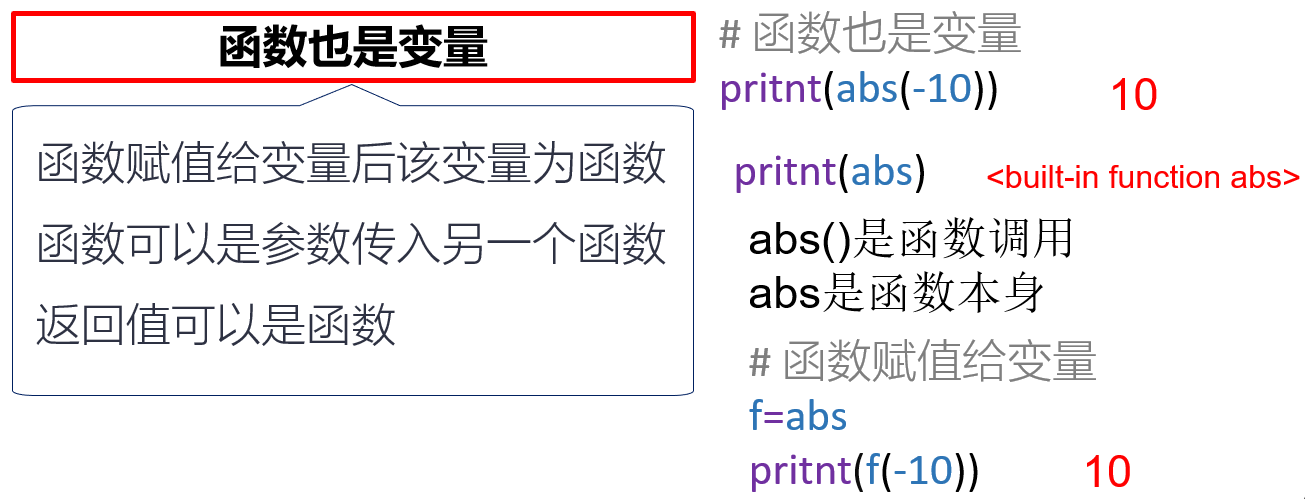 函数也是变量
函数赋值给变量后该变量为函数
函数可以是参数传入另一个函数
返回值可以是函数
# 函数也是变量
pritnt(abs(-10)) 10
pritnt(abs) <built-in function abs>
abs()是函数调用
abs是函数本身
# 函数赋值给变量
f=abs
pritnt(f(-10)) 10